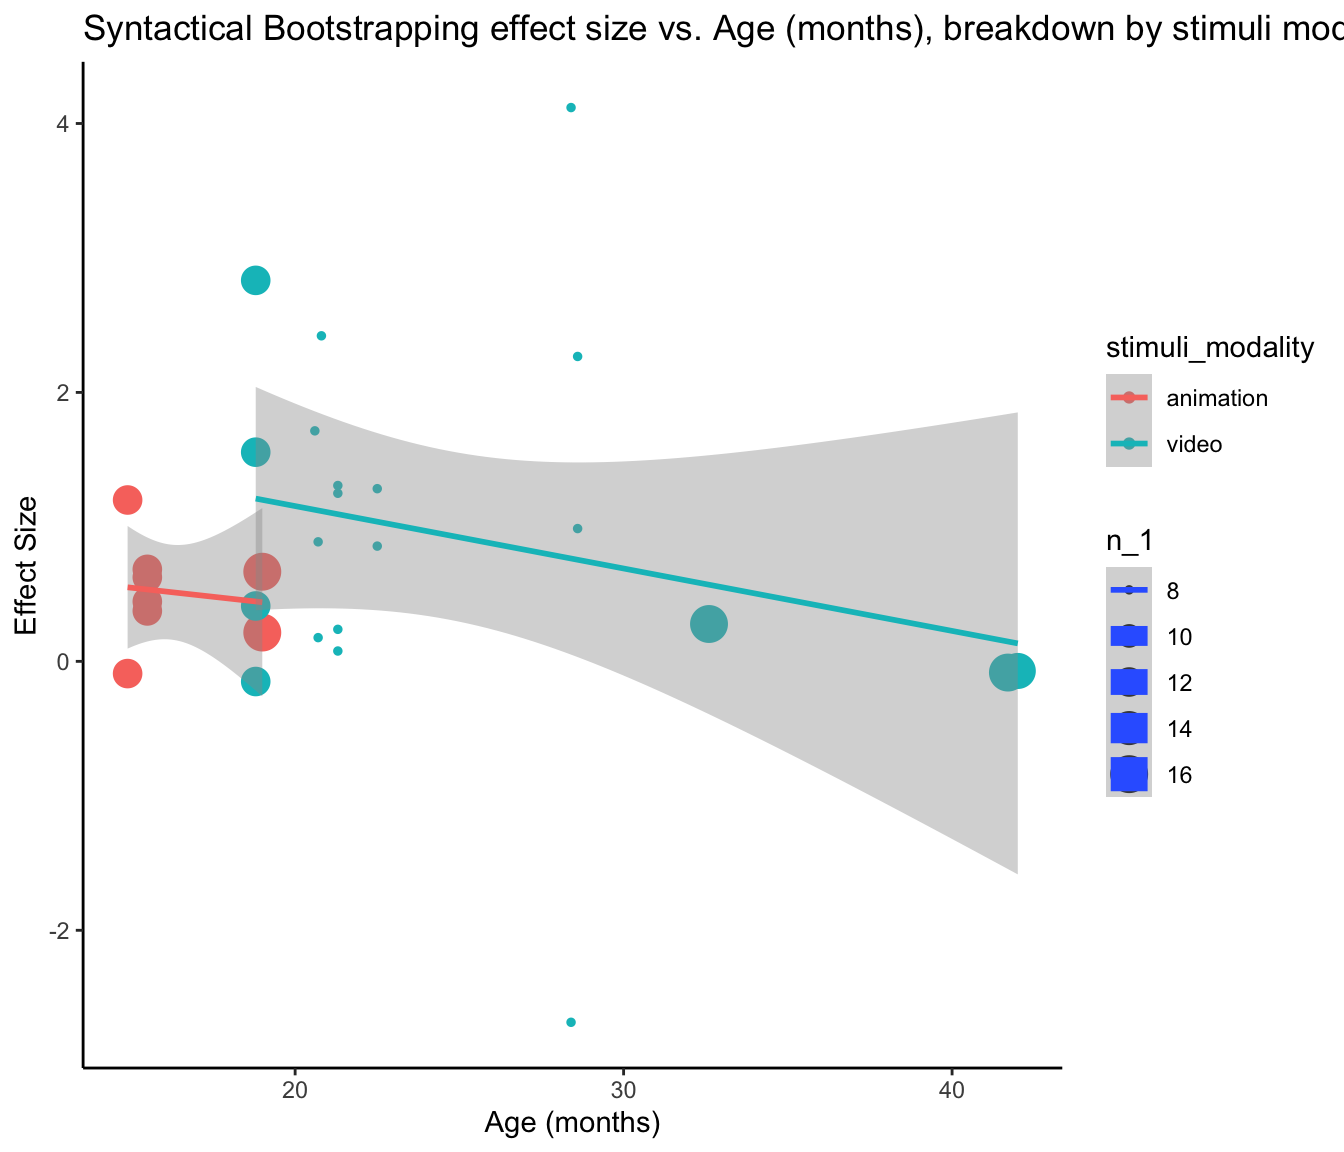 Syntactical Bootstrapping effect size vs. Age (months), breakdown by stimuli
4
2
0
-2
20
30
40
Age (months)
Effect Size
stimuli_modality
animation
video
n_1
8
10
12
14
16